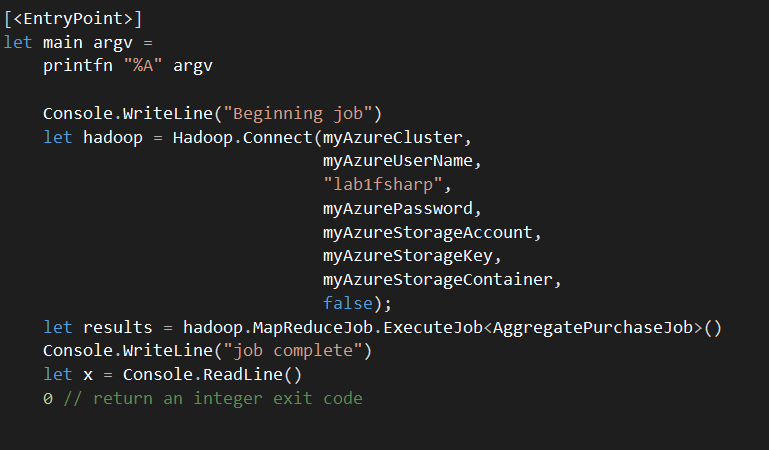 [<EntryPoint>]
let main argv =
    printfn "%A" argv

    Console.WriteLine("Beginning job")
    let hadoop = Hadoop.Connect(myAzureCluster,
                                myAzureUserName,
                                "lab1fsharp",
                                myAzurePassword,
                                myAzureStorageAccount,
                                myAzureStorageKey,
                                myAzureStorageContainer,
                                false);
    let results = hadoop.MapReduceJob.ExecuteJob<AggregatePurchaseJob>()
    Console.WriteLine("job complete")
    let x = Console.ReadLine()
    0 // return an integer exit code